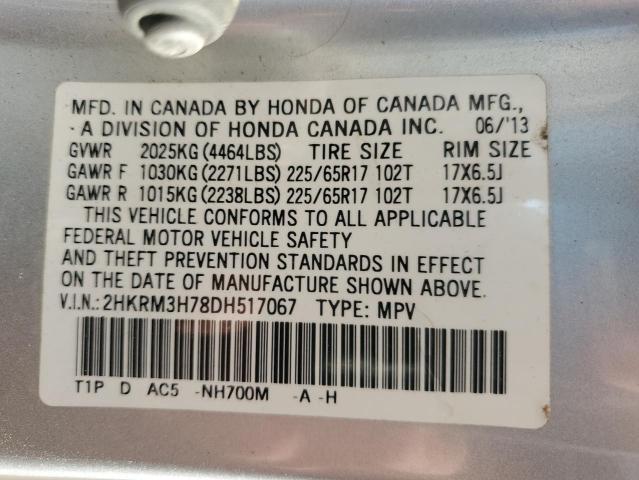 MFD. IN CANADA BY HONDA OF CANADA MFG.,
-A DIVISION OF HONDA CANADA INC. 06/'13
GVWR 2025KG (4464LBS) TIRE SIZE RIM SIZE
GAWR F 1030KG (2271LBS) 225/65R17 102T 17X6.5J
GAWR R 1015KG (2238LBS) 225/65R17 102T 17X6.5J
THIS VEHICLE CONFORMS TO ALL APPLICABLE
FEDERAL MOTOR VEHICLE SAFETY
AND THEFT PREVENTION STANDARDS IN EFFECT
ON THE DATE OF MANUFACTURE SHOWN ABOVE.
V.I.N.: 2HKRM3H78DH517067 TYPE: MPV
T1P D AC5 -NH700M -A -H